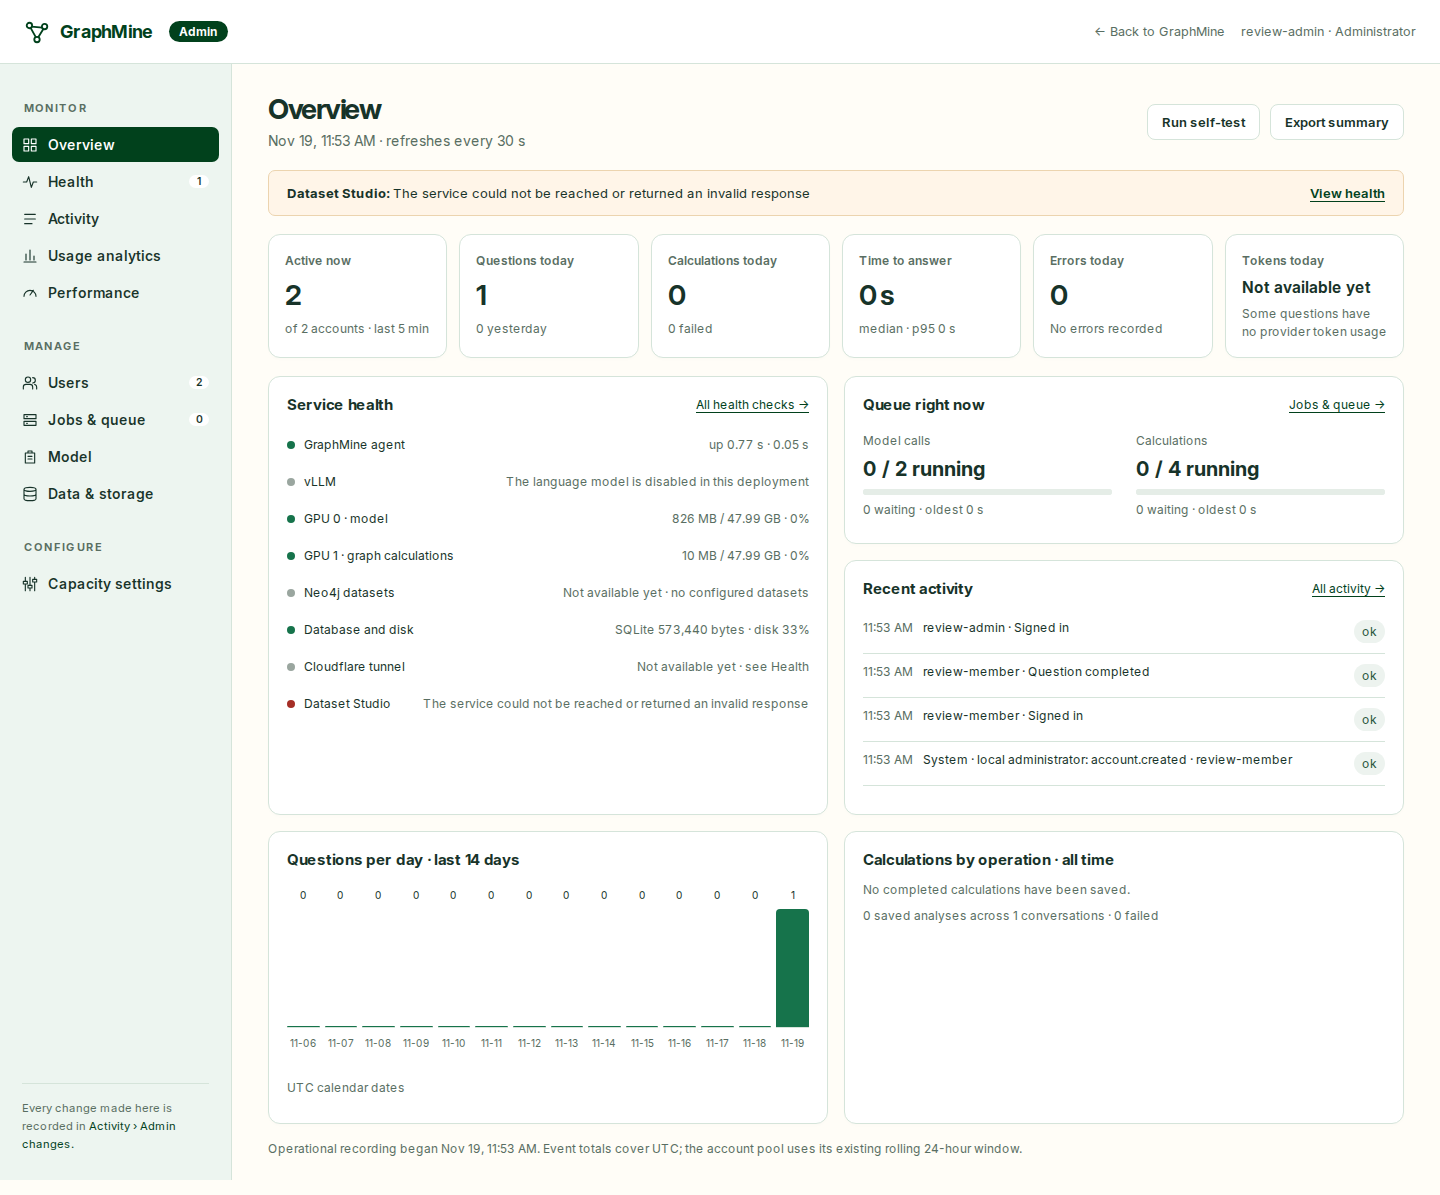 GraphMine Admin
← Back to GraphMine review-admin · Administrator
MONITOR
Overview
Health 1
Activity
Usage analytics
Performance
MANAGE
Users 2
Jobs & queue 0
Model
Data & storage
CONFIGURE
Capacity settings
Every change made here is
recorded in Activity › Admin
changes.
Overview
Nov 19, 11:53 AM · refreshes every 30 s
Run self-test
Export summary
Dataset Studio: The service could not be reached or returned an invalid response
View health
Active now
2
of 2 accounts · last 5 min
Questions today
1
0 yesterday
Calculations today
0
0 failed
Time to answer
0 s
median · p95 0 s
Errors today
0
No errors recorded
Tokens today
Not available yet
Some questions have
no provider token usage
Service health
All health checks →
GraphMine agent up 0.77 s · 0.05 s
vLLM The language model is disabled in this deployment
GPU 0 · model 826 MB / 47.99 GB · 0%
GPU 1 · graph calculations 10 MB / 47.99 GB · 0%
Neo4j datasets Not available yet · no configured datasets
Database and disk SQLite 573,440 bytes · disk 33%
Cloudflare tunnel Not available yet · see Health
Dataset Studio The service could not be reached or returned an invalid response
Queue right now
Jobs & queue →
Model calls
0 / 2 running
0 waiting · oldest 0 s
Calculations
0 / 4 running
0 waiting · oldest 0 s
Recent activity
All activity →
11:53 AM review-admin · Signed in ok
11:53 AM review-member · Question completed ok
11:53 AM review-member · Signed in ok
11:53 AM System · local administrator: account.created · review-member ok
Questions per day · last 14 days
0 0 0 0 0 0 0 0 0 0 0 0 0 1
11-06 11-07 11-08 11-09 11-10 11-11 11-12 11-13 11-14 11-15 11-16 11-17 11-18 11-19
UTC calendar dates
Calculations by operation · all time
No completed calculations have been saved.
0 saved analyses across 1 conversations · 0 failed
Operational recording began Nov 19, 11:53 AM. Event totals cover UTC; the account pool uses its existing rolling 24-hour window.